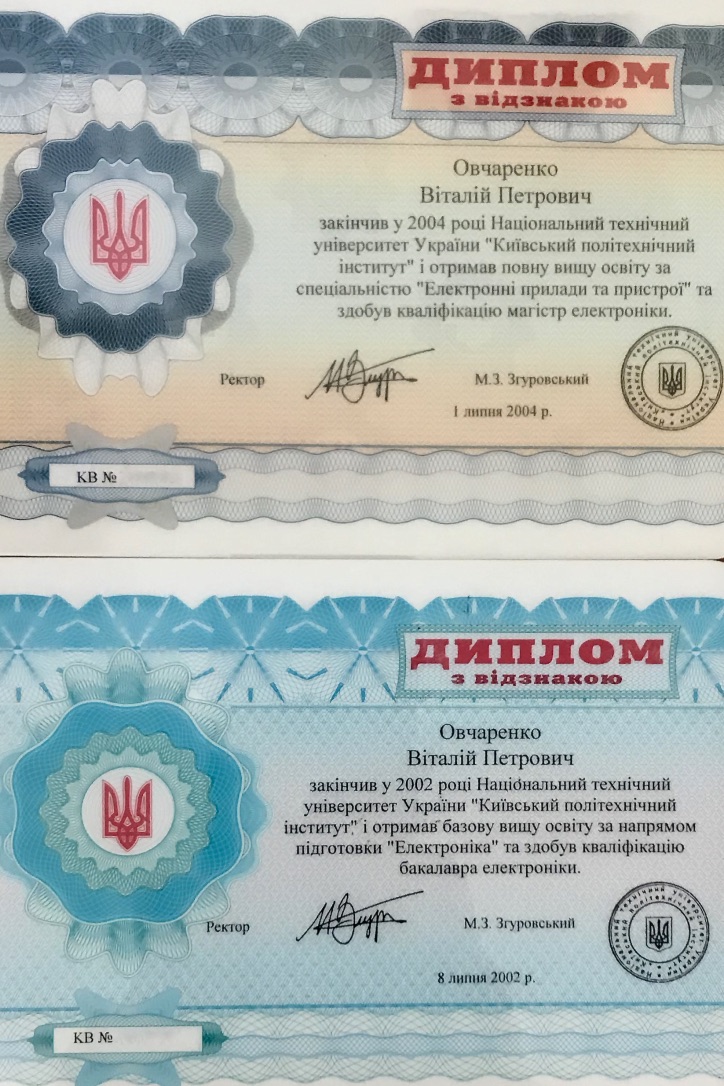 ДИПЛОМ
з відзнакою
Овчаренко
Віталій Петрович
закінчив у 2004 році Національний технічний
університет України "Київський політехнічний
інститут" і отримав повну вищу освіту за
спеціальністю "Електронні прилади та пристрої" та
здобув кваліфікацію магістр електроніки.
Ректор
М.З. Згуровський
1 липня 2004 р.
КВ №
ДИПЛОМ
з відзнакою
Овчаренко
Віталій Петрович
закінчив у 2002 році Національний технічний
університет України "Київський політехнічний
інститут" і отримав базову вищу освіту за напрямом
підготовки "Електроніка" та здобув кваліфікацію
бакалавра електроніки.
Ректор
М.З. Згуровський
8 липня 2002 р.
КВ №